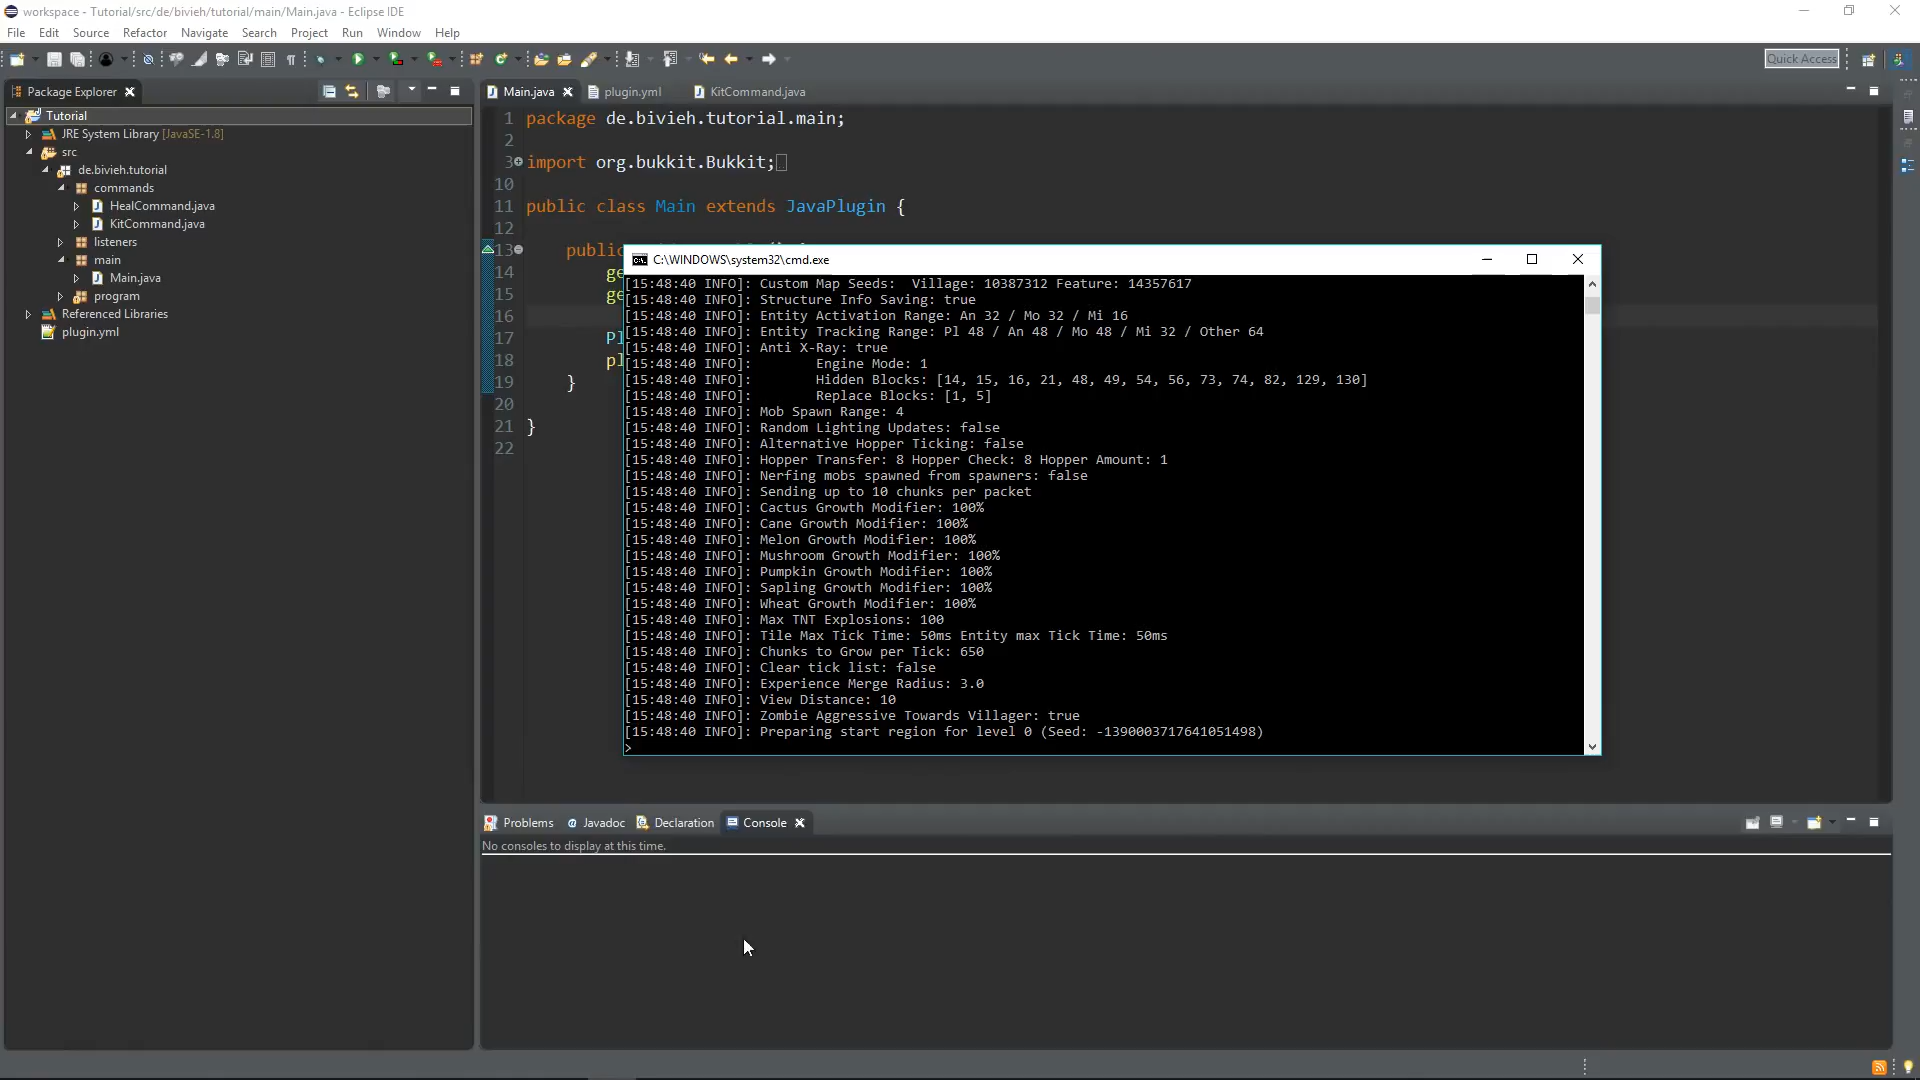 workspace - Tutorial/src/de/bivieh/tutorial/main/Main.java - Eclipse IDE
File Edit Source Refactor Navigate Search Project Run Window Help
Quick Access
Package Explorer
Tutorial
JRE System Library [JavaSE-1.8]
src
de.bivieh.tutorial
commands
HealCommand.java
KitCommand.java
listeners
main
Main.java
program
Referenced Libraries
plugin.yml
Main.java plugin.yml KitCommand.java
1 package de.bivieh.tutorial.main;
2
3 import org.bukkit.Bukkit;
10
11 public class Main extends JavaPlugin {
12
13 public
14 ge
15 ge
16
17 Pl
18 pl
19 }
20
21 }
22
C:\WINDOWS\system32\cmd.exe
[15:48:40 INFO]: Custom Map Seeds:  Village: 10387312 Feature: 14357617
[15:48:40 INFO]: Structure Info Saving: true
[15:48:40 INFO]: Entity Activation Range: An 32 / Mo 32 / Mi 16
[15:48:40 INFO]: Entity Tracking Range: Pl 48 / An 48 / Mo 48 / Mi 32 / Other 64
[15:48:40 INFO]: Anti X-Ray: true
[15:48:40 INFO]:        Engine Mode: 1
[15:48:40 INFO]:        Hidden Blocks: [14, 15, 16, 21, 48, 49, 54, 56, 73, 74, 82, 129, 130]
[15:48:40 INFO]:        Replace Blocks: [1, 5]
[15:48:40 INFO]: Mob Spawn Range: 4
[15:48:40 INFO]: Random Lighting Updates: false
[15:48:40 INFO]: Alternative Hopper Ticking: false
[15:48:40 INFO]: Hopper Transfer: 8 Hopper Check: 8 Hopper Amount: 1
[15:48:40 INFO]: Nerfing mobs spawned from spawners: false
[15:48:40 INFO]: Sending up to 10 chunks per packet
[15:48:40 INFO]: Cactus Growth Modifier: 100%
[15:48:40 INFO]: Cane Growth Modifier: 100%
[15:48:40 INFO]: Melon Growth Modifier: 100%
[15:48:40 INFO]: Mushroom Growth Modifier: 100%
[15:48:40 INFO]: Pumpkin Growth Modifier: 100%
[15:48:40 INFO]: Sapling Growth Modifier: 100%
[15:48:40 INFO]: Wheat Growth Modifier: 100%
[15:48:40 INFO]: Max TNT Explosions: 100
[15:48:40 INFO]: Tile Max Tick Time: 50ms Entity max Tick Time: 50ms
[15:48:40 INFO]: Chunks to Grow per Tick: 650
[15:48:40 INFO]: Clear tick list: false
[15:48:40 INFO]: Experience Merge Radius: 3.0
[15:48:40 INFO]: View Distance: 10
[15:48:40 INFO]: Zombie Aggressive Towards Villager: true
[15:48:40 INFO]: Preparing start region for level 0 (Seed: -1390003717641051498)
>
Problems Javadoc Declaration Console
No consoles to display at this time.